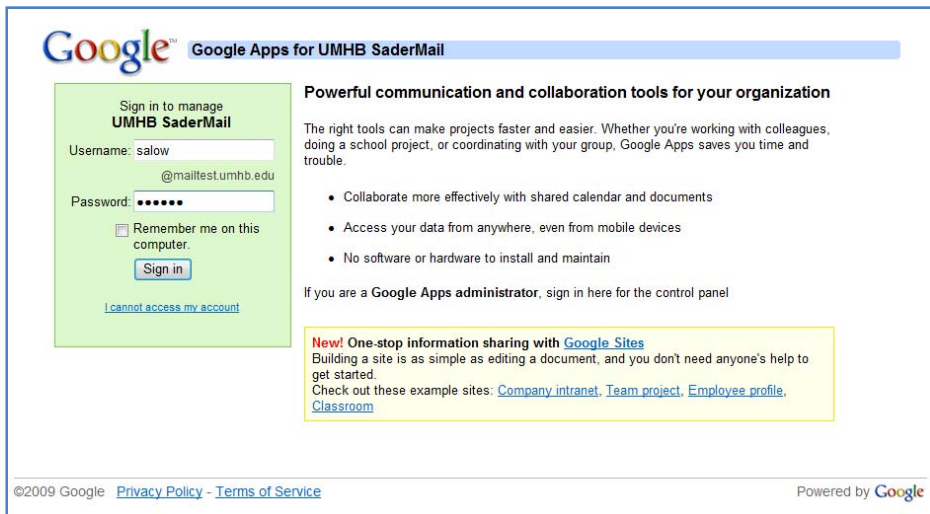 Google™ Google Apps for UMHB SaderMail
Sign in to manage
UMHB SaderMail
Username: salow
@mailtest.umhb.edu
Password: ●●●●●●
Remember me on this
computer.
Sign in
I cannot access my account
Powerful communication and collaboration tools for your organization
The right tools can make projects faster and easier. Whether you're working with colleagues,
doing a school project, or coordinating with your group, Google Apps saves you time and
trouble.
● Collaborate more effectively with shared calendar and documents
● Access your data from anywhere, even from mobile devices
● No software or hardware to install and maintain
If you are a Google Apps administrator, sign in here for the control panel
New! One-stop information sharing with Google Sites
Building a site is as simple as editing a document, and you don't need anyone's help to
get started.
Check out these example sites: Company intranet, Team project, Employee profile,
Classroom
©2009 Google Privacy Policy - Terms of Service
Powered by Google